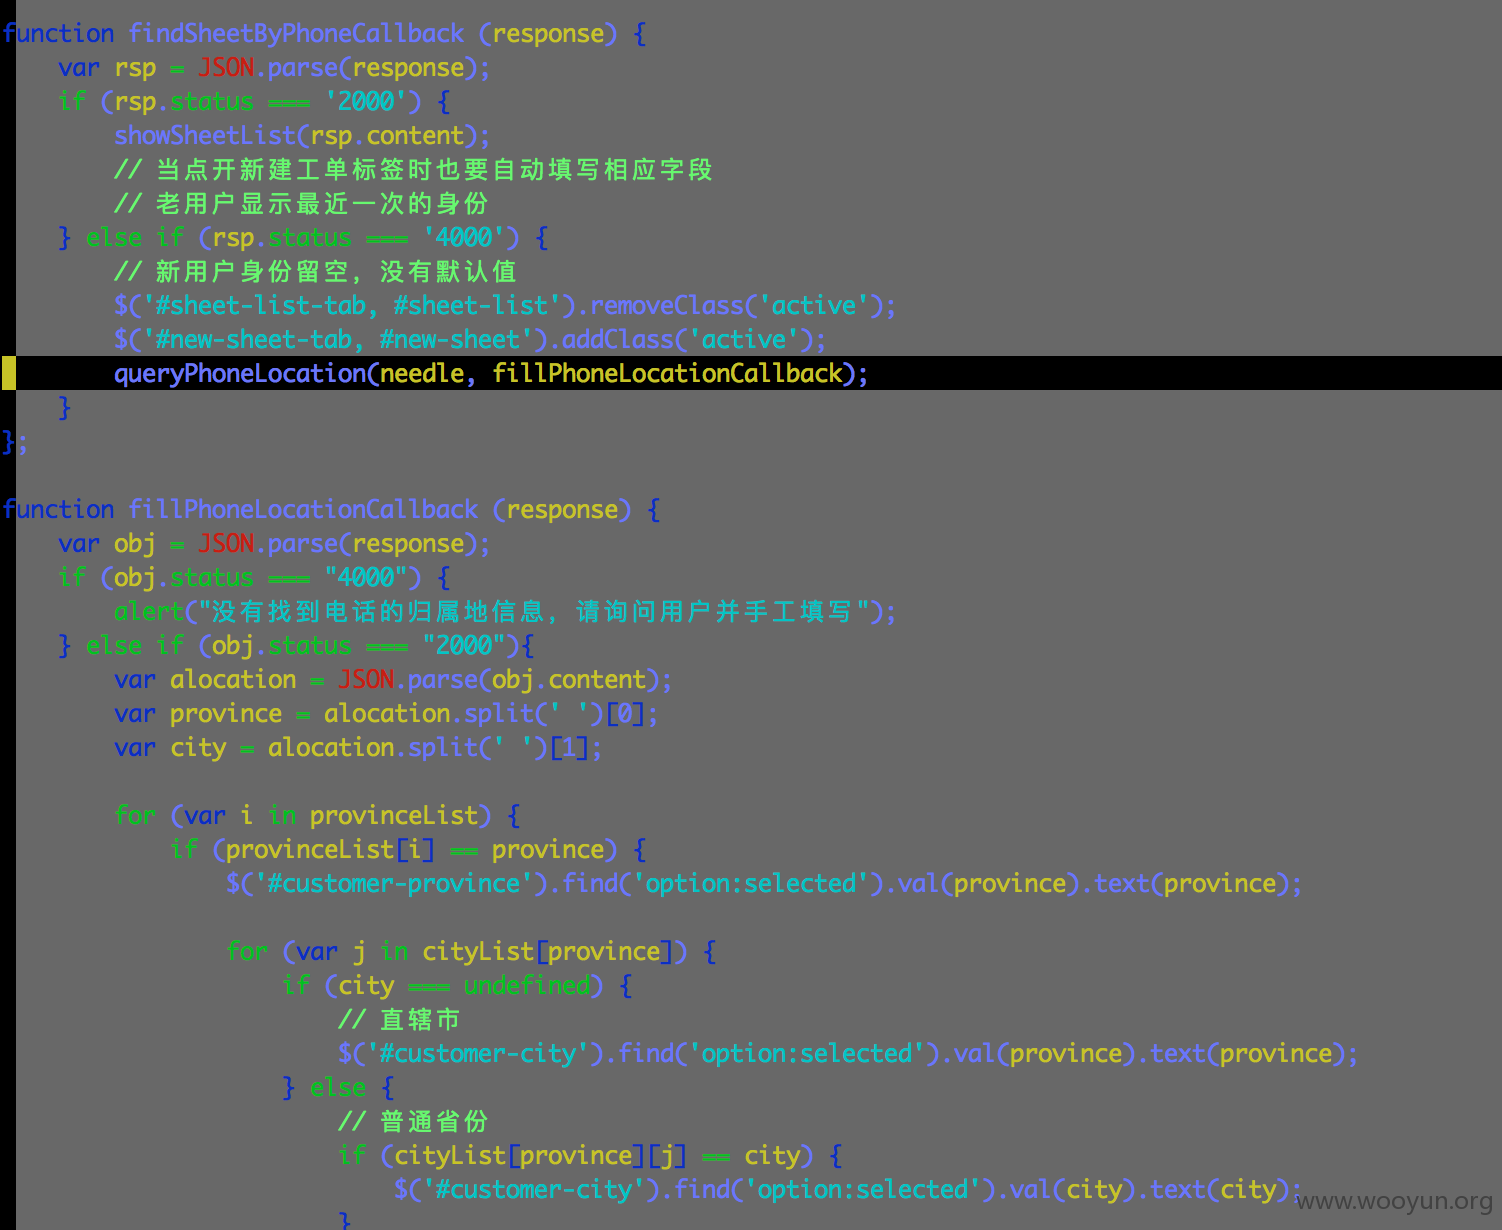 function findSheetByPhoneCallback (response) {
    var rsp = JSON.parse(response);
    if (rsp.status === '2000') {
        showSheetList(rsp.content);
        // 当点开新建工单标签时也要自动填写相应字段
        // 老用户显示最近一次的身份
    } else if (rsp.status === '4000') {
        // 新用户身份留空，没有默认值
        $('#sheet-list-tab, #sheet-list').removeClass('active');
        $('#new-sheet-tab, #new-sheet').addClass('active');
        queryPhoneLocation(needle, fillPhoneLocationCallback);
    }
};
function fillPhoneLocationCallback (response) {
    var obj = JSON.parse(response);
    if (obj.status === "4000") {
        alert("没有找到电话的归属地信息，请询问用户并手工填写");
    } else if (obj.status === "2000"){
        var alocation = JSON.parse(obj.content);
        var province = alocation.split(' ')[0];
        var city = alocation.split(' ')[1];
        for (var i in provinceList) {
            if (provinceList[i] == province) {
                $('#customer-province').find('option:selected').val(province).text(province);
                for (var j in cityList[province]) {
                    if (city === undefined) {
                        // 直辖市
                        $('#customer-city').find('option:selected').val(province).text(province);
                    } else {
                        // 普通省份
                        if (cityList[province][j] == city) {
                            $('#customer-city').find('option:selected').val(city).text(city);
                        }
www.wooyun.org